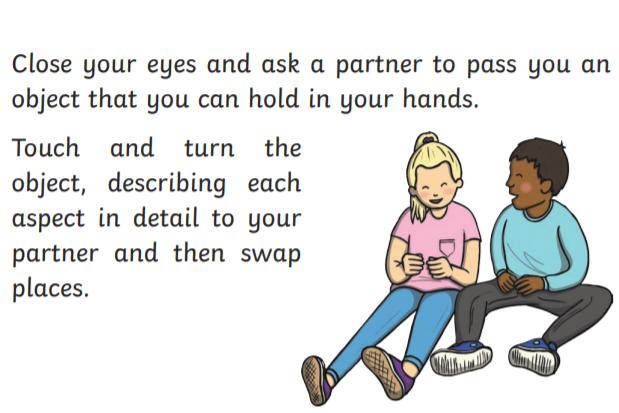 Close your eyes and ask a partner to pass you an
object that you can hold in your hands.
Touch and turn the
object, describing each
aspect in detail to your
partner and then swap
places.